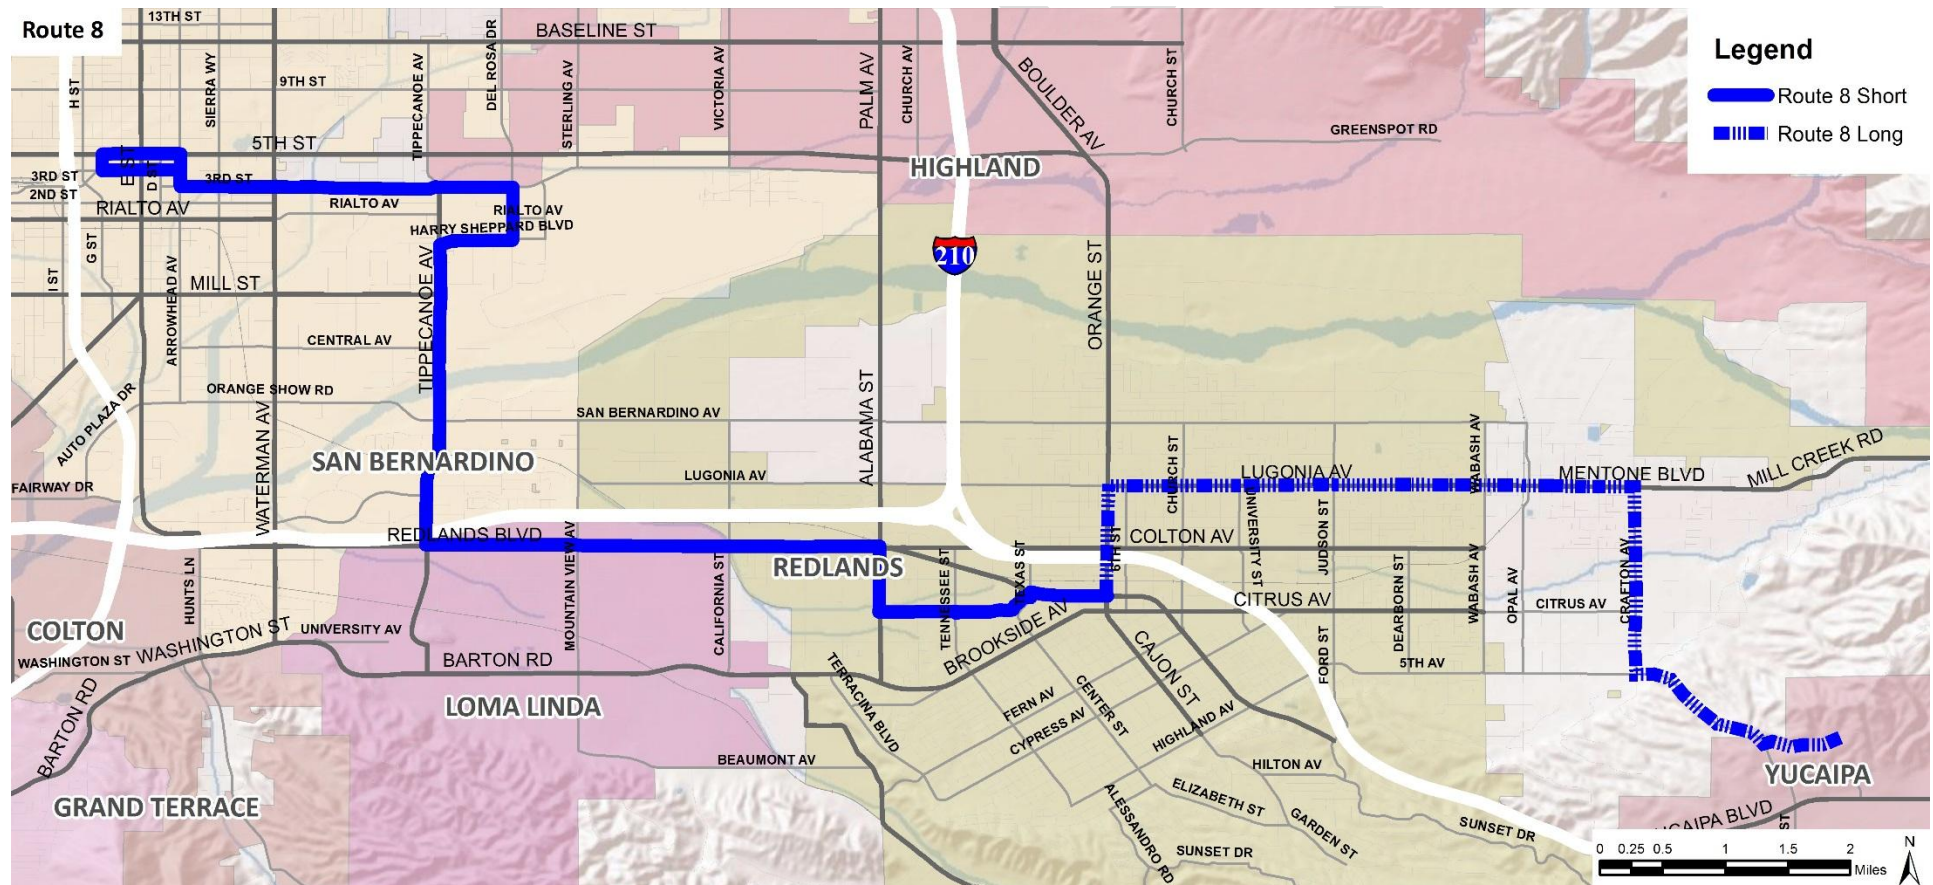 Route 8
13TH ST
BASELINE ST
Legend
Route 8 Short
Route 8 Long
H ST
SIERRA WY
9TH ST
TIPPECANOE AV
DEL ROSA DR
STERLING AV
VICTORIA AV
PALM AV
CHURCH AV
BOULDER AV
CHURCH ST
GREENSPOT RD
5TH ST
E ST
D ST
3RD ST
3RD ST
2ND ST
RIALTO AV
RIALTO AV
RIALTO AV
HARRY SHEPPARD BLVD
HIGHLAND
210
G ST
I ST
ARROWHEAD AV
MILL ST
TIPPECANOE AV
CENTRAL AV
ORANGE ST
ORANGE SHOW RD
AUTO PLAZA DR
WATERMAN AV
SAN BERNARDINO AV
ALABAMA ST
SAN BERNARDINO
LUGONIA AV
FAIRWAY DR
REDLANDS BLVD
CHURCH ST
LUGONIA AV
WABASH AV
MENTONE BLVD
MILL CREEK RD
UNIVERSITY ST
JUDSON ST
COLTON AV
6TH ST
HUNTS LN
MOUNTAIN VIEW AV
CALIFORNIA ST
REDLANDS
TENNESSEE ST
TEXAS ST
DEARBORN ST
WABASH AV
OPAL AV
CITRUS AV
CITRUS AV
CRAFTON AV
COLTON
WASHINGTON ST
WASHINGTON ST
UNIVERSITY AV
BARTON RD
BARTON RD
BROOKSIDE AV
CAJON ST
FORD ST
5TH AV
TERRACINA BLVD
FERN AV
CENTER ST
CYPRESS AV
HIGHLAND AV
LOMA LINDA
BEAUMONT AV
HILTON AV
ELIZABETH ST
GARDEN ST
ALESSANDRO RD
SUNSET DR
SUNSET DR
GRAND TERRACE
YUCAIPA
UCAIPA BLVD
ST
0 0.25 0.5 1 1.5 2
Miles
N